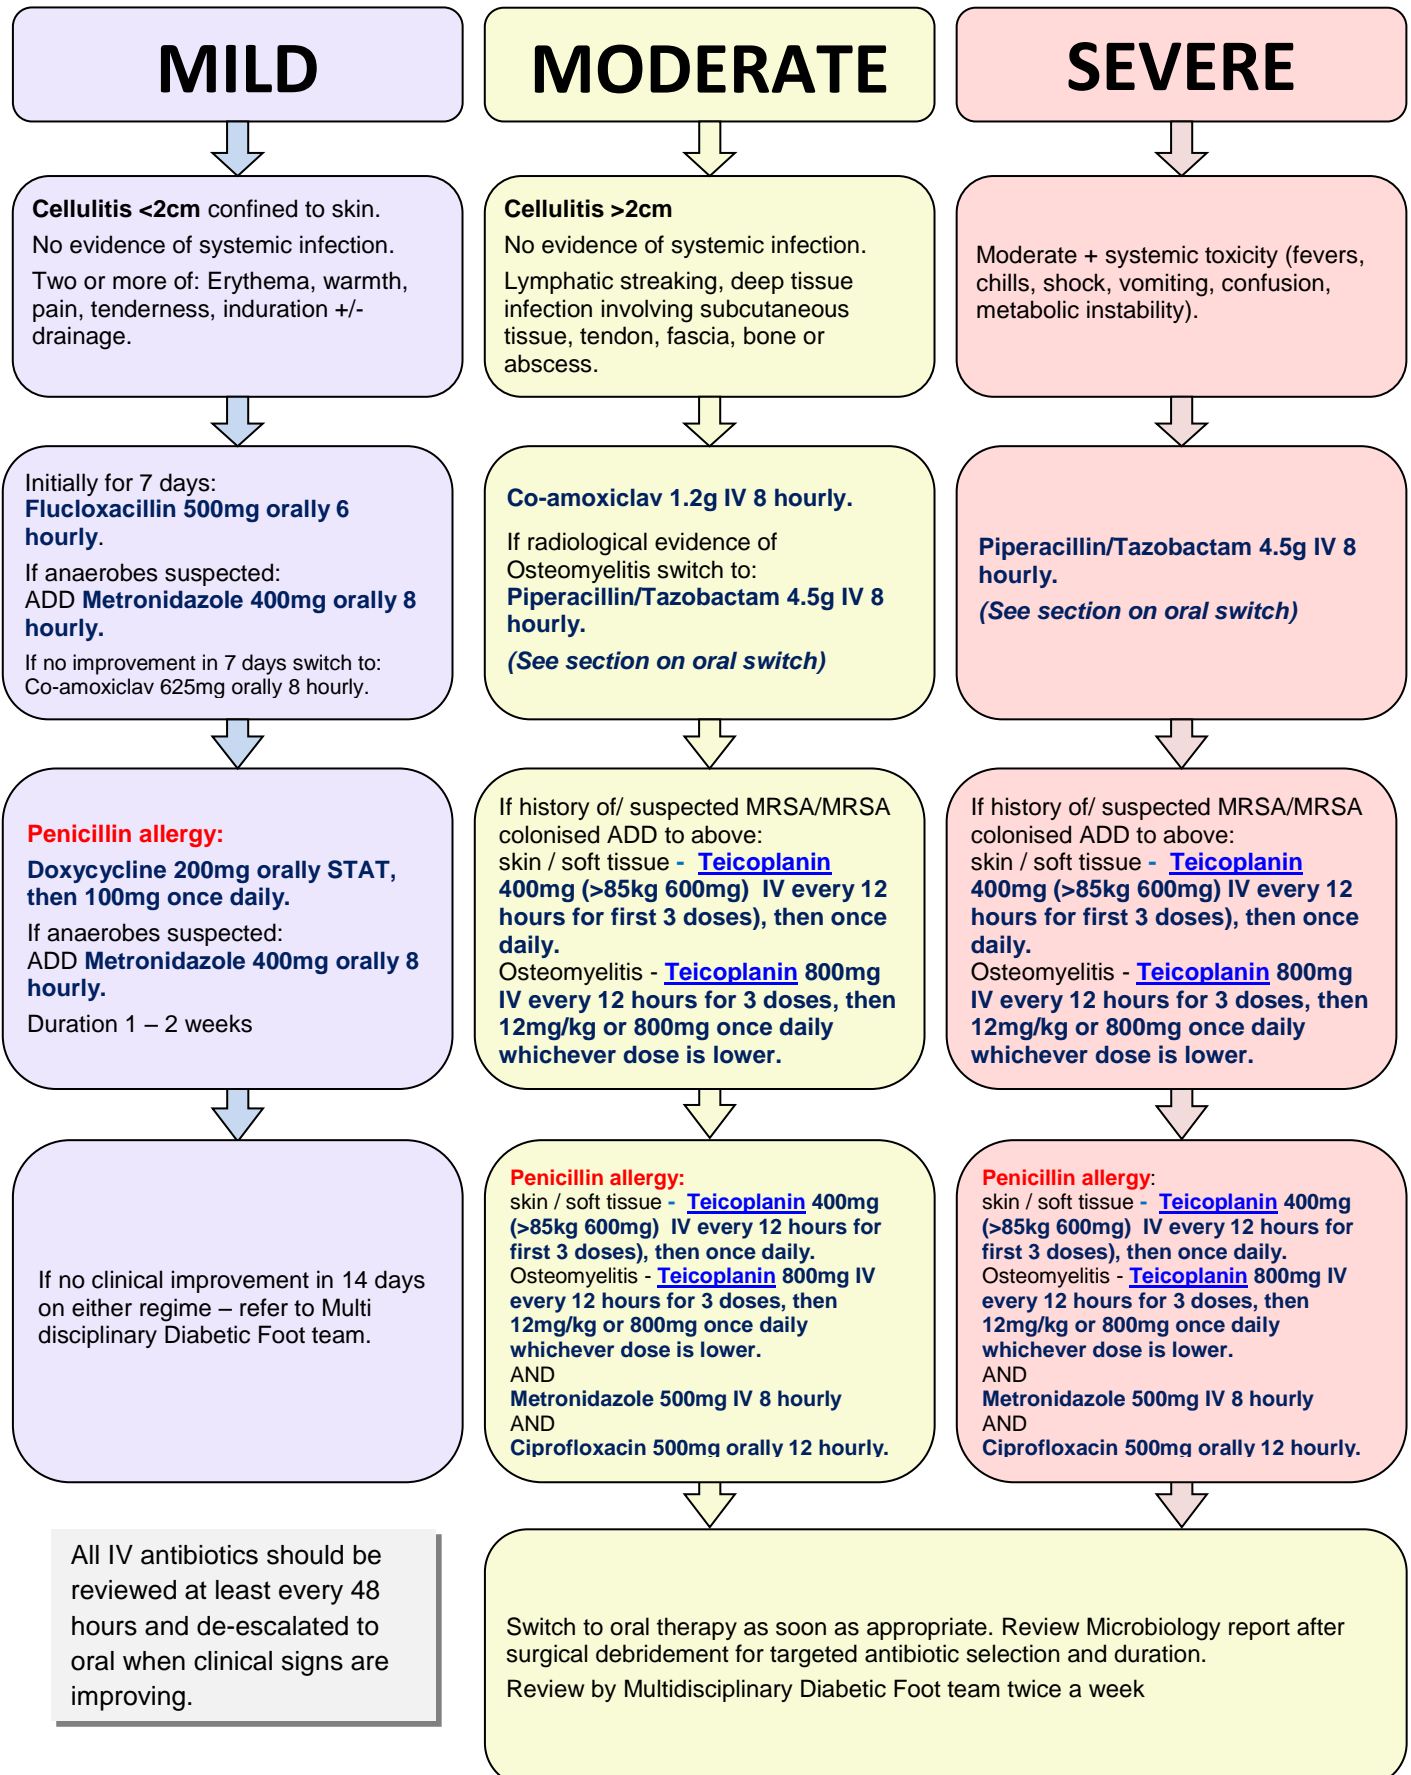 MILD
Cellulitis <2cm confined to skin.
No evidence of systemic infection.
Two or more of: Erythema, warmth,
pain, tenderness, induration +/-
drainage.
Initially for 7 days:
Flucloxacillin 500mg orally 6
hourly.
If anaerobes suspected:
ADD Metronidazole 400mg orally 8
hourly.
If no improvement in 7 days switch to:
Co-amoxiclav 625mg orally 8 hourly.
Penicillin allergy:
Doxycycline 200mg orally STAT,
then 100mg once daily.
If anaerobes suspected:
ADD Metronidazole 400mg orally 8
hourly.
Duration 1 – 2 weeks
If no clinical improvement in 14 days
on either regime – refer to Multi
disciplinary Diabetic Foot team.
All IV antibiotics should be
reviewed at least every 48
hours and de-escalated to
oral when clinical signs are
improving.
MODERATE
Cellulitis >2cm
No evidence of systemic infection.
Lymphatic streaking, deep tissue
infection involving subcutaneous
tissue, tendon, fascia, bone or
abscess.
Co-amoxiclav 1.2g IV 8 hourly.
If radiological evidence of
Osteomyelitis switch to:
Piperacillin/Tazobactam 4.5g IV 8
hourly.
(See section on oral switch)
If history of/ suspected MRSA/MRSA
colonised ADD to above:
skin / soft tissue - Teicoplanin
400mg (>85kg 600mg) IV every 12
hours for first 3 doses), then once
daily.
Osteomyelitis - Teicoplanin 800mg
IV every 12 hours for 3 doses, then
12mg/kg or 800mg once daily
whichever dose is lower.
Penicillin allergy:
skin / soft tissue - Teicoplanin 400mg
(>85kg 600mg) IV every 12 hours for
first 3 doses), then once daily.
Osteomyelitis - Teicoplanin 800mg IV
every 12 hours for 3 doses, then
12mg/kg or 800mg once daily
whichever dose is lower.
AND
Metronidazole 500mg IV 8 hourly
AND
Ciprofloxacin 500mg orally 12 hourly.
SEVERE
Moderate + systemic toxicity (fevers,
chills, shock, vomiting, confusion,
metabolic instability).
Piperacillin/Tazobactam 4.5g IV 8
hourly.
(See section on oral switch)
If history of/ suspected MRSA/MRSA
colonised ADD to above:
skin / soft tissue - Teicoplanin
400mg (>85kg 600mg) IV every 12
hours for first 3 doses), then once
daily.
Osteomyelitis - Teicoplanin 800mg
IV every 12 hours for 3 doses, then
12mg/kg or 800mg once daily
whichever dose is lower.
Penicillin allergy:
skin / soft tissue - Teicoplanin 400mg
(>85kg 600mg) IV every 12 hours for
first 3 doses), then once daily.
Osteomyelitis - Teicoplanin 800mg IV
every 12 hours for 3 doses, then
12mg/kg or 800mg once daily
whichever dose is lower.
AND
Metronidazole 500mg IV 8 hourly
AND
Ciprofloxacin 500mg orally 12 hourly.
Switch to oral therapy as soon as appropriate. Review Microbiology report after
surgical debridement for targeted antibiotic selection and duration.
Review by Multidisciplinary Diabetic Foot team twice a week